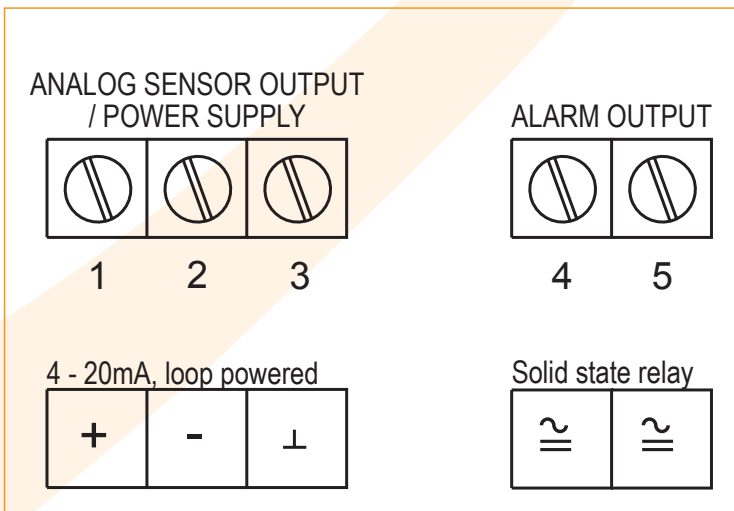 ANALOG SENSOR OUTPUT
/ POWER SUPPLY
ALARM OUTPUT
1 2 3
4 5
4 - 20mA, loop powered
Solid state relay
+ - ⊥
≅ ≅